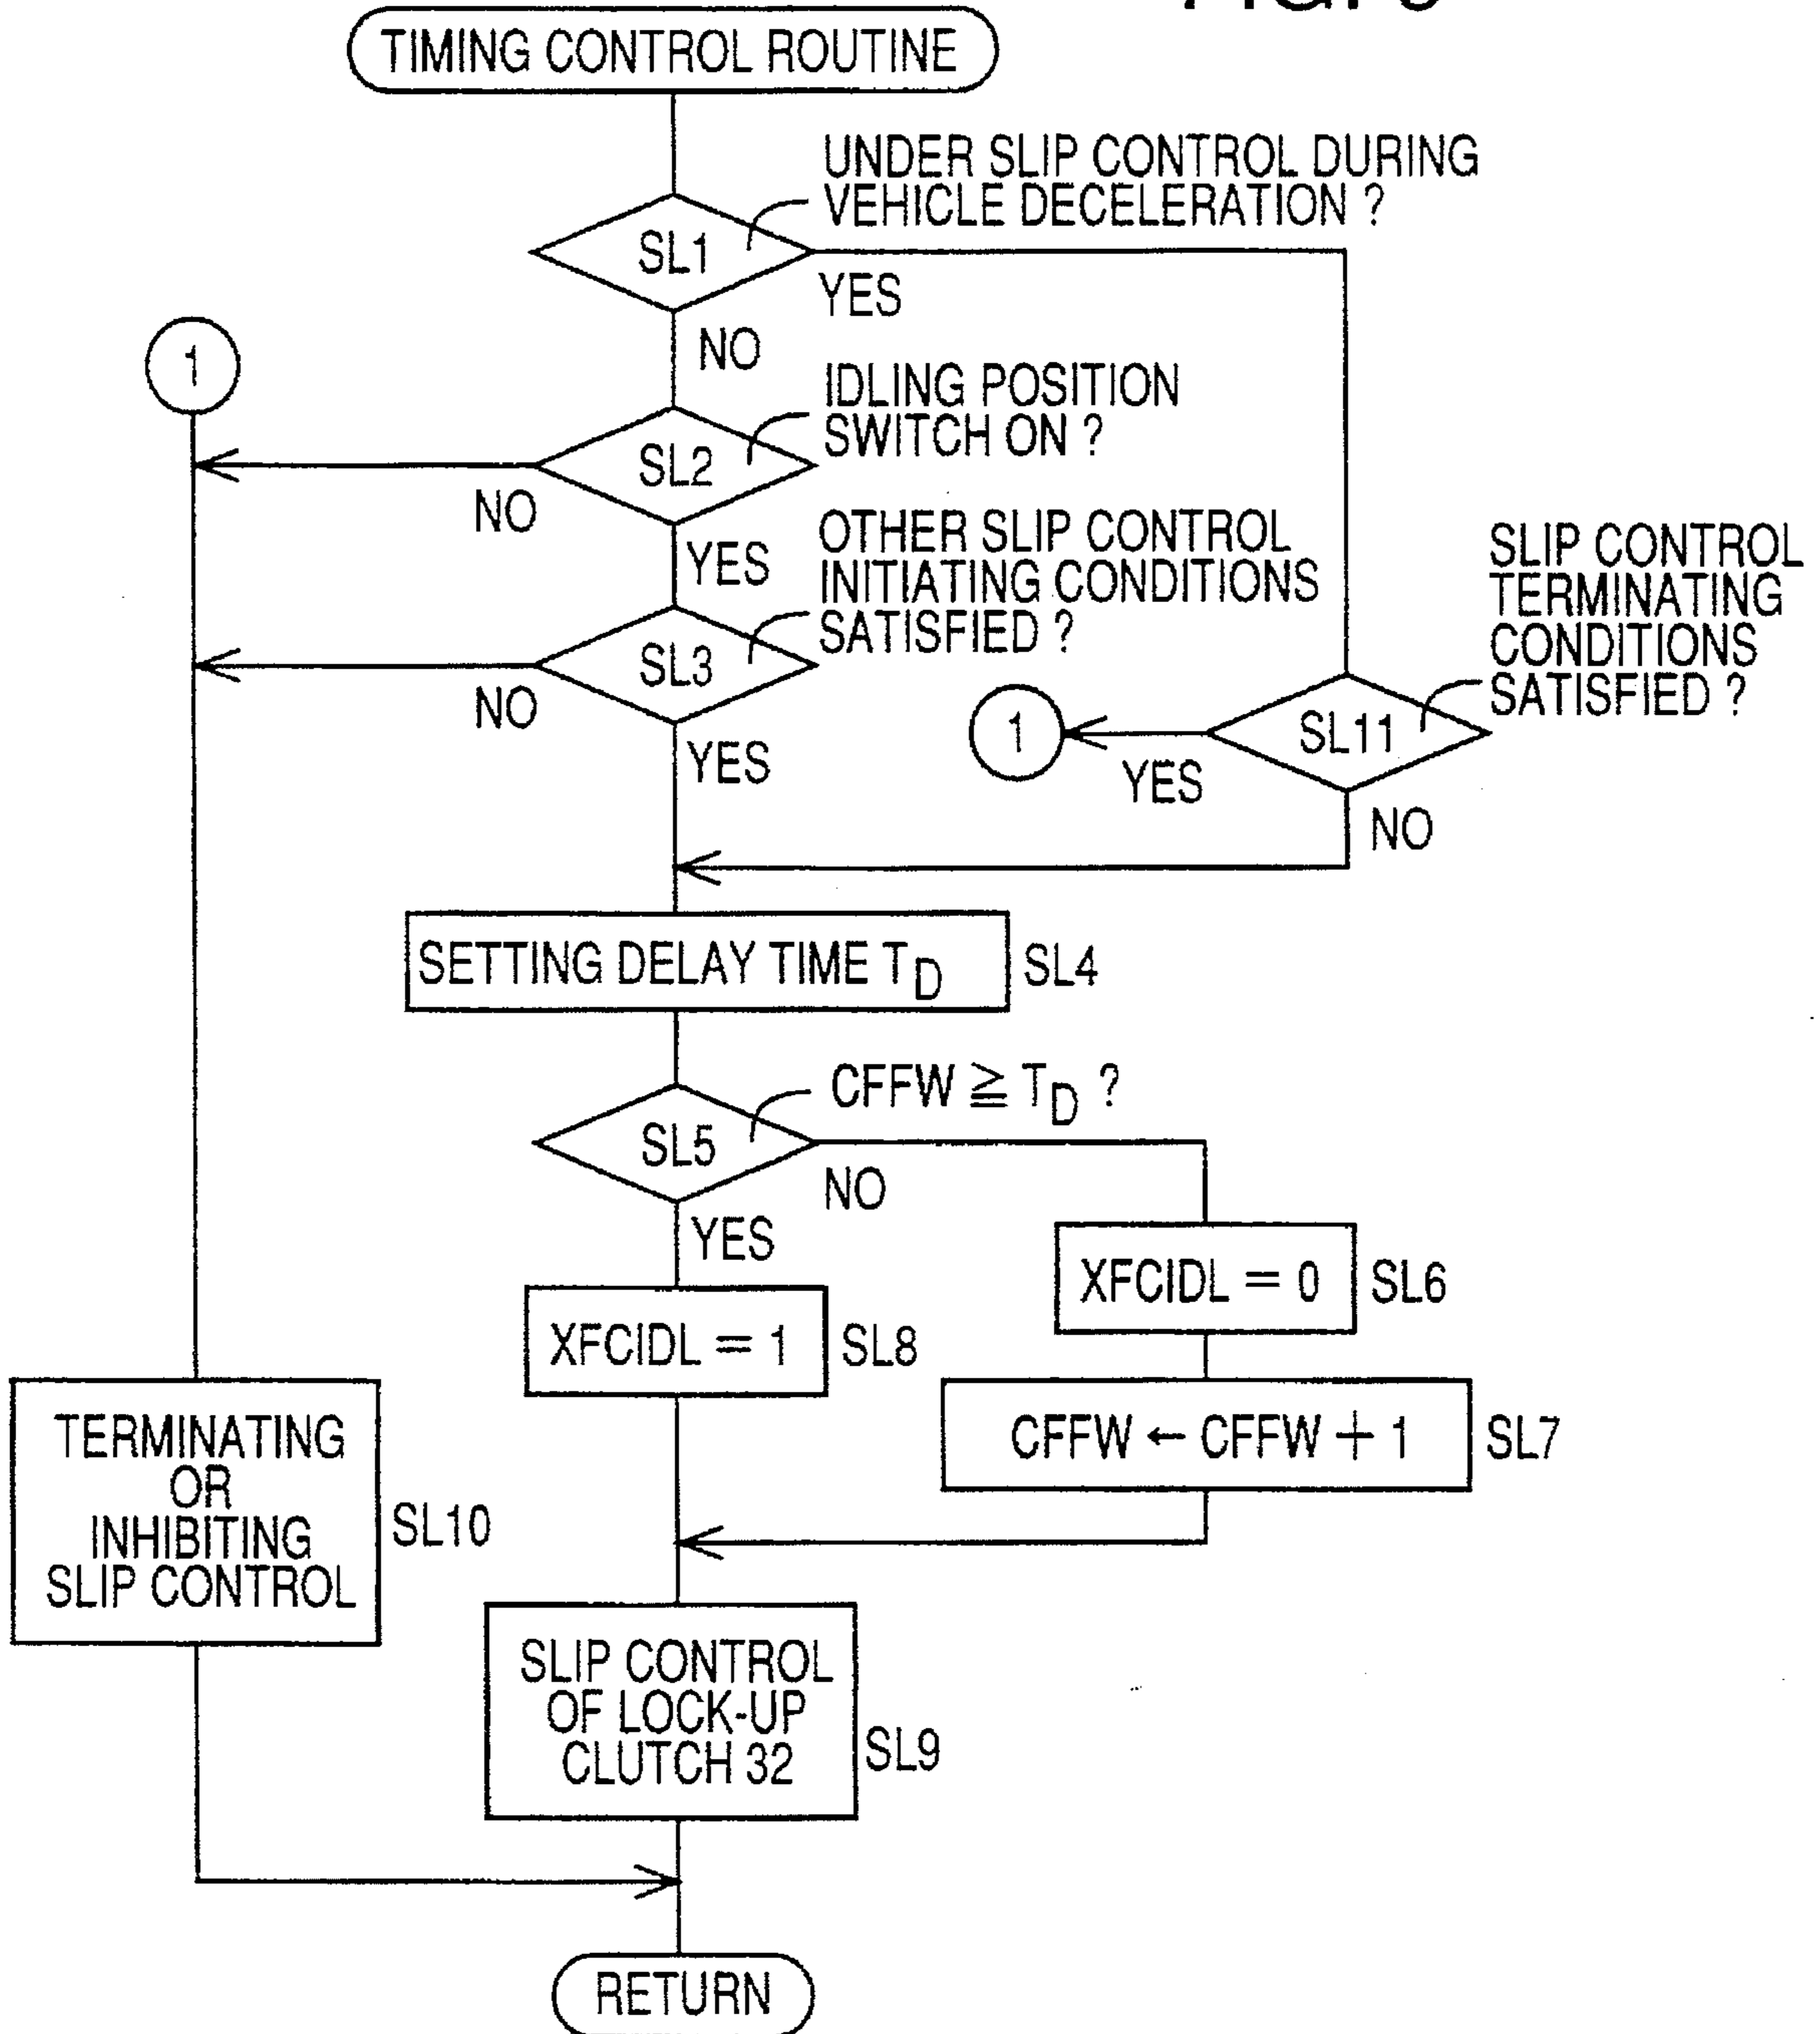 TIMING CONTROL ROUTINE
UNDER SLIP CONTROL DURING
VEHICLE DECELERATION ?
SL1
YES
NO
1
IDLING POSITION
SWITCH ON ?
SL2
NO
YES
OTHER SLIP CONTROL
INITIATING CONDITIONS
SATISFIED ?
SL3
NO
YES
SLIP CONTROL
TERMINATING
CONDITIONS
SATISFIED ?
SL11
1
YES
NO
SETTING DELAY TIME TD
SL4
CFFW ≧ TD ?
SL5
NO
YES
XFCIDL = 0
SL6
XFCIDL = 1
SL8
CFFW ← CFFW + 1
SL7
TERMINATING
OR
INHIBITING
SLIP CONTROL
SL10
SLIP CONTROL
OF LOCK-UP
CLUTCH 32
SL9
RETURN